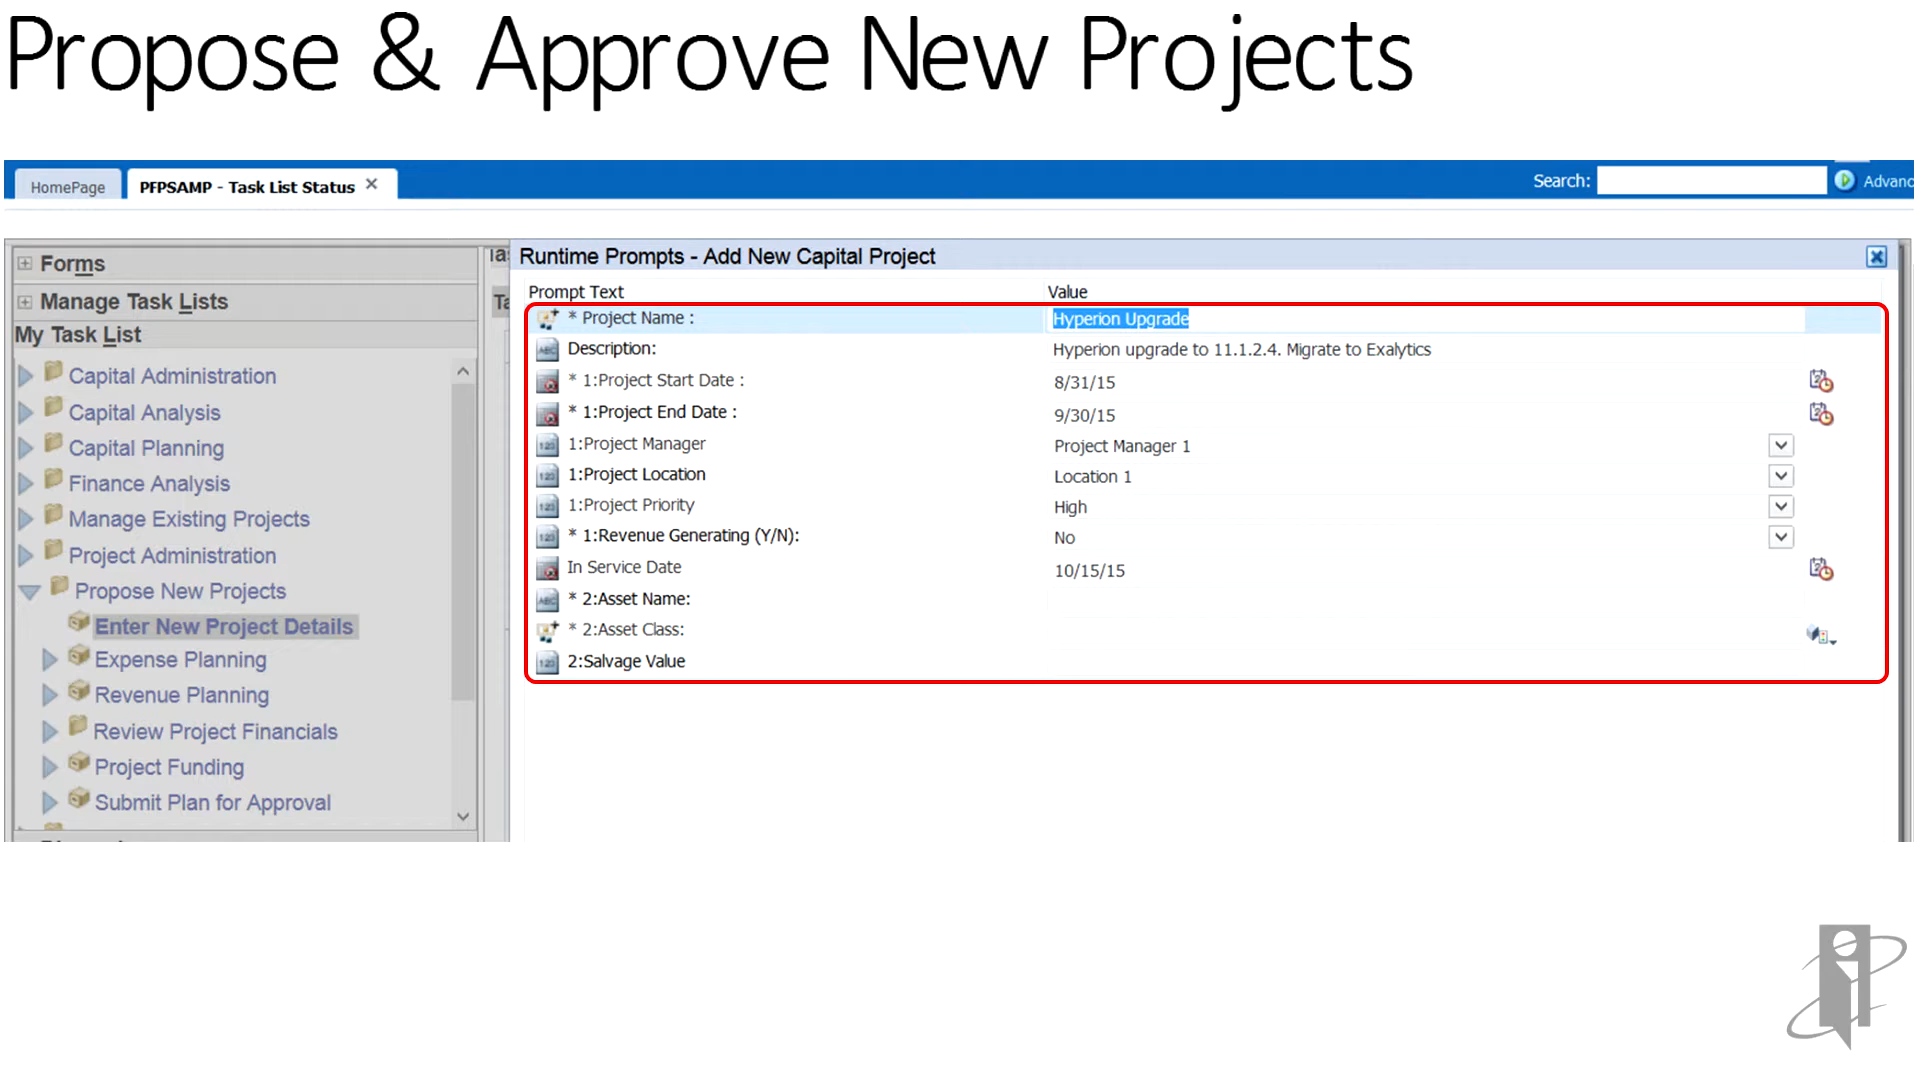 Propose & Approve New Projects
HomePage
PFPSAMP - Task List Status
Search:
Advanc
Forms
Manage Task Lists
My Task List
Capital Administration
Capital Analysis
Capital Planning
Finance Analysis
Manage Existing Projects
Project Administration
Propose New Projects
Enter New Project Details
Expense Planning
Revenue Planning
Review Project Financials
Project Funding
Submit Plan for Approval
Runtime Prompts - Add New Capital Project
Prompt Text Value
* Project Name : Hyperion Upgrade
Description: Hyperion upgrade to 11.1.2.4. Migrate to Exalytics
* 1:Project Start Date : 8/31/15
* 1:Project End Date : 9/30/15
1:Project Manager Project Manager 1
1:Project Location Location 1
1:Project Priority High
* 1:Revenue Generating (Y/N): No
In Service Date 10/15/15
* 2:Asset Name:
* 2:Asset Class:
2:Salvage Value